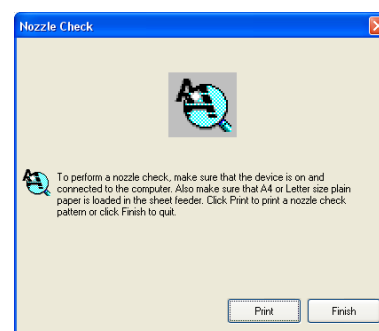 Nozzle Check
To perform a nozzle check, make sure that the device is on and
connected to the computer. Also make sure that A4 or Letter size plain
paper is loaded in the sheet feeder. Click Print to print a nozzle check
pattern or click Finish to quit.
Print
Finish